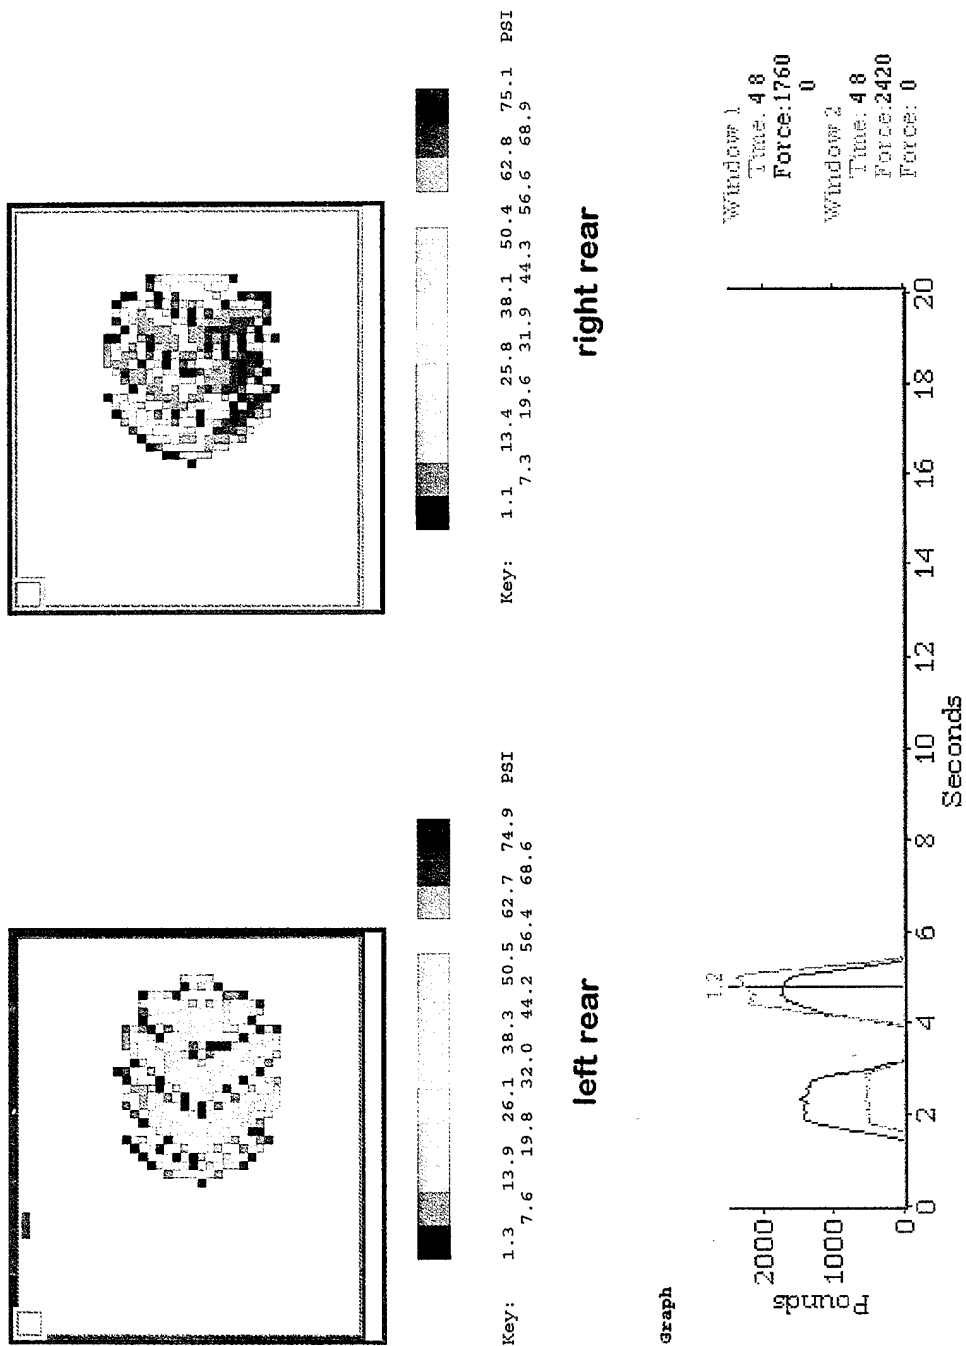 Key:
1.3 13.9 26.1 38.3 50.5 62.7 74.9 PSI
7.6 19.8 32.0 44.2 56.4 68.6
left rear
Key:
1.1 13.4 25.8 38.1 50.4 62.8 75.1 PSI
7.3 19.6 31.9 44.3 56.6 68.9
right rear
Graph
Pounds
2000
1000
0
1.2
0 2 4 6 8 10 12 14 16 18 20
Seconds
Window 1
Time: 4 8
Force: 1760
0
Window 2
Time: 4 8
Force: 2420
Force: 0